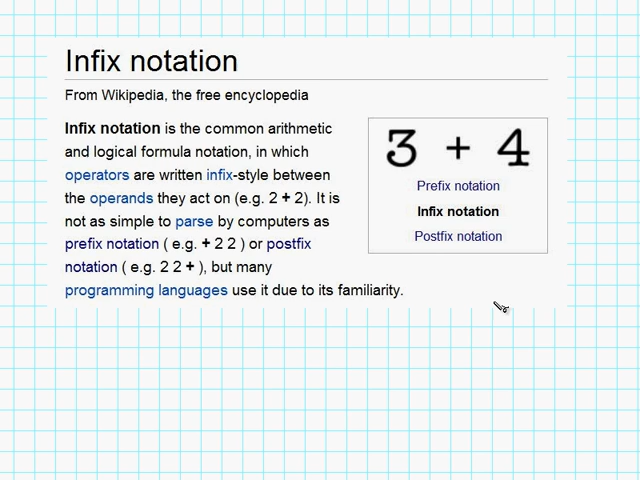 Infix notation
From Wikipedia, the free encyclopedia
Infix notation is the common arithmetic
and logical formula notation, in which
operators are written infix-style between
the operands they act on (e.g. 2 + 2). It is
not as simple to parse by computers as
prefix notation ( e.g. + 2 2 ) or postfix
notation ( e.g. 2 2 + ), but many
programming languages use it due to its familiarity.
3 + 4
Prefix notation
Infix notation
Postfix notation